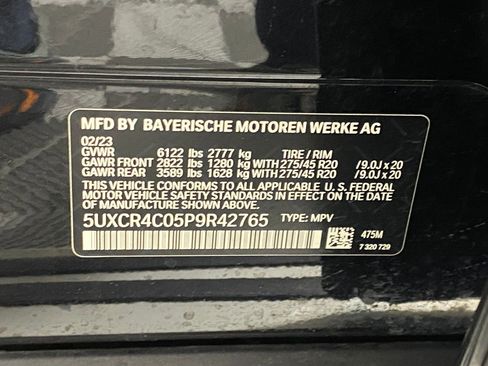 MFD BY BAYERISCHE MOTOREN WERKE AG
02/23
GVWR 6122 lbs 2777 kg TIRE / RIM
GAWR FRONT 2822 lbs 1280 kg WITH 275/45 R20 /9.0J x 20
GAWR REAR 3589 lbs 1628 kg WITH 275/45 R20 /9.0J x 20
THIS VEHICLE CONFORMS TO ALL APPLICABLE U. S. FEDERAL
MOTOR VEHICLE SAFETY STANDARDS IN EFFECT ON THE DATE
OF MANUFACTURE SHOWN ABOVE.
5UXCR4C05P9R42765 TYPE: MPV
475M
7 320 729